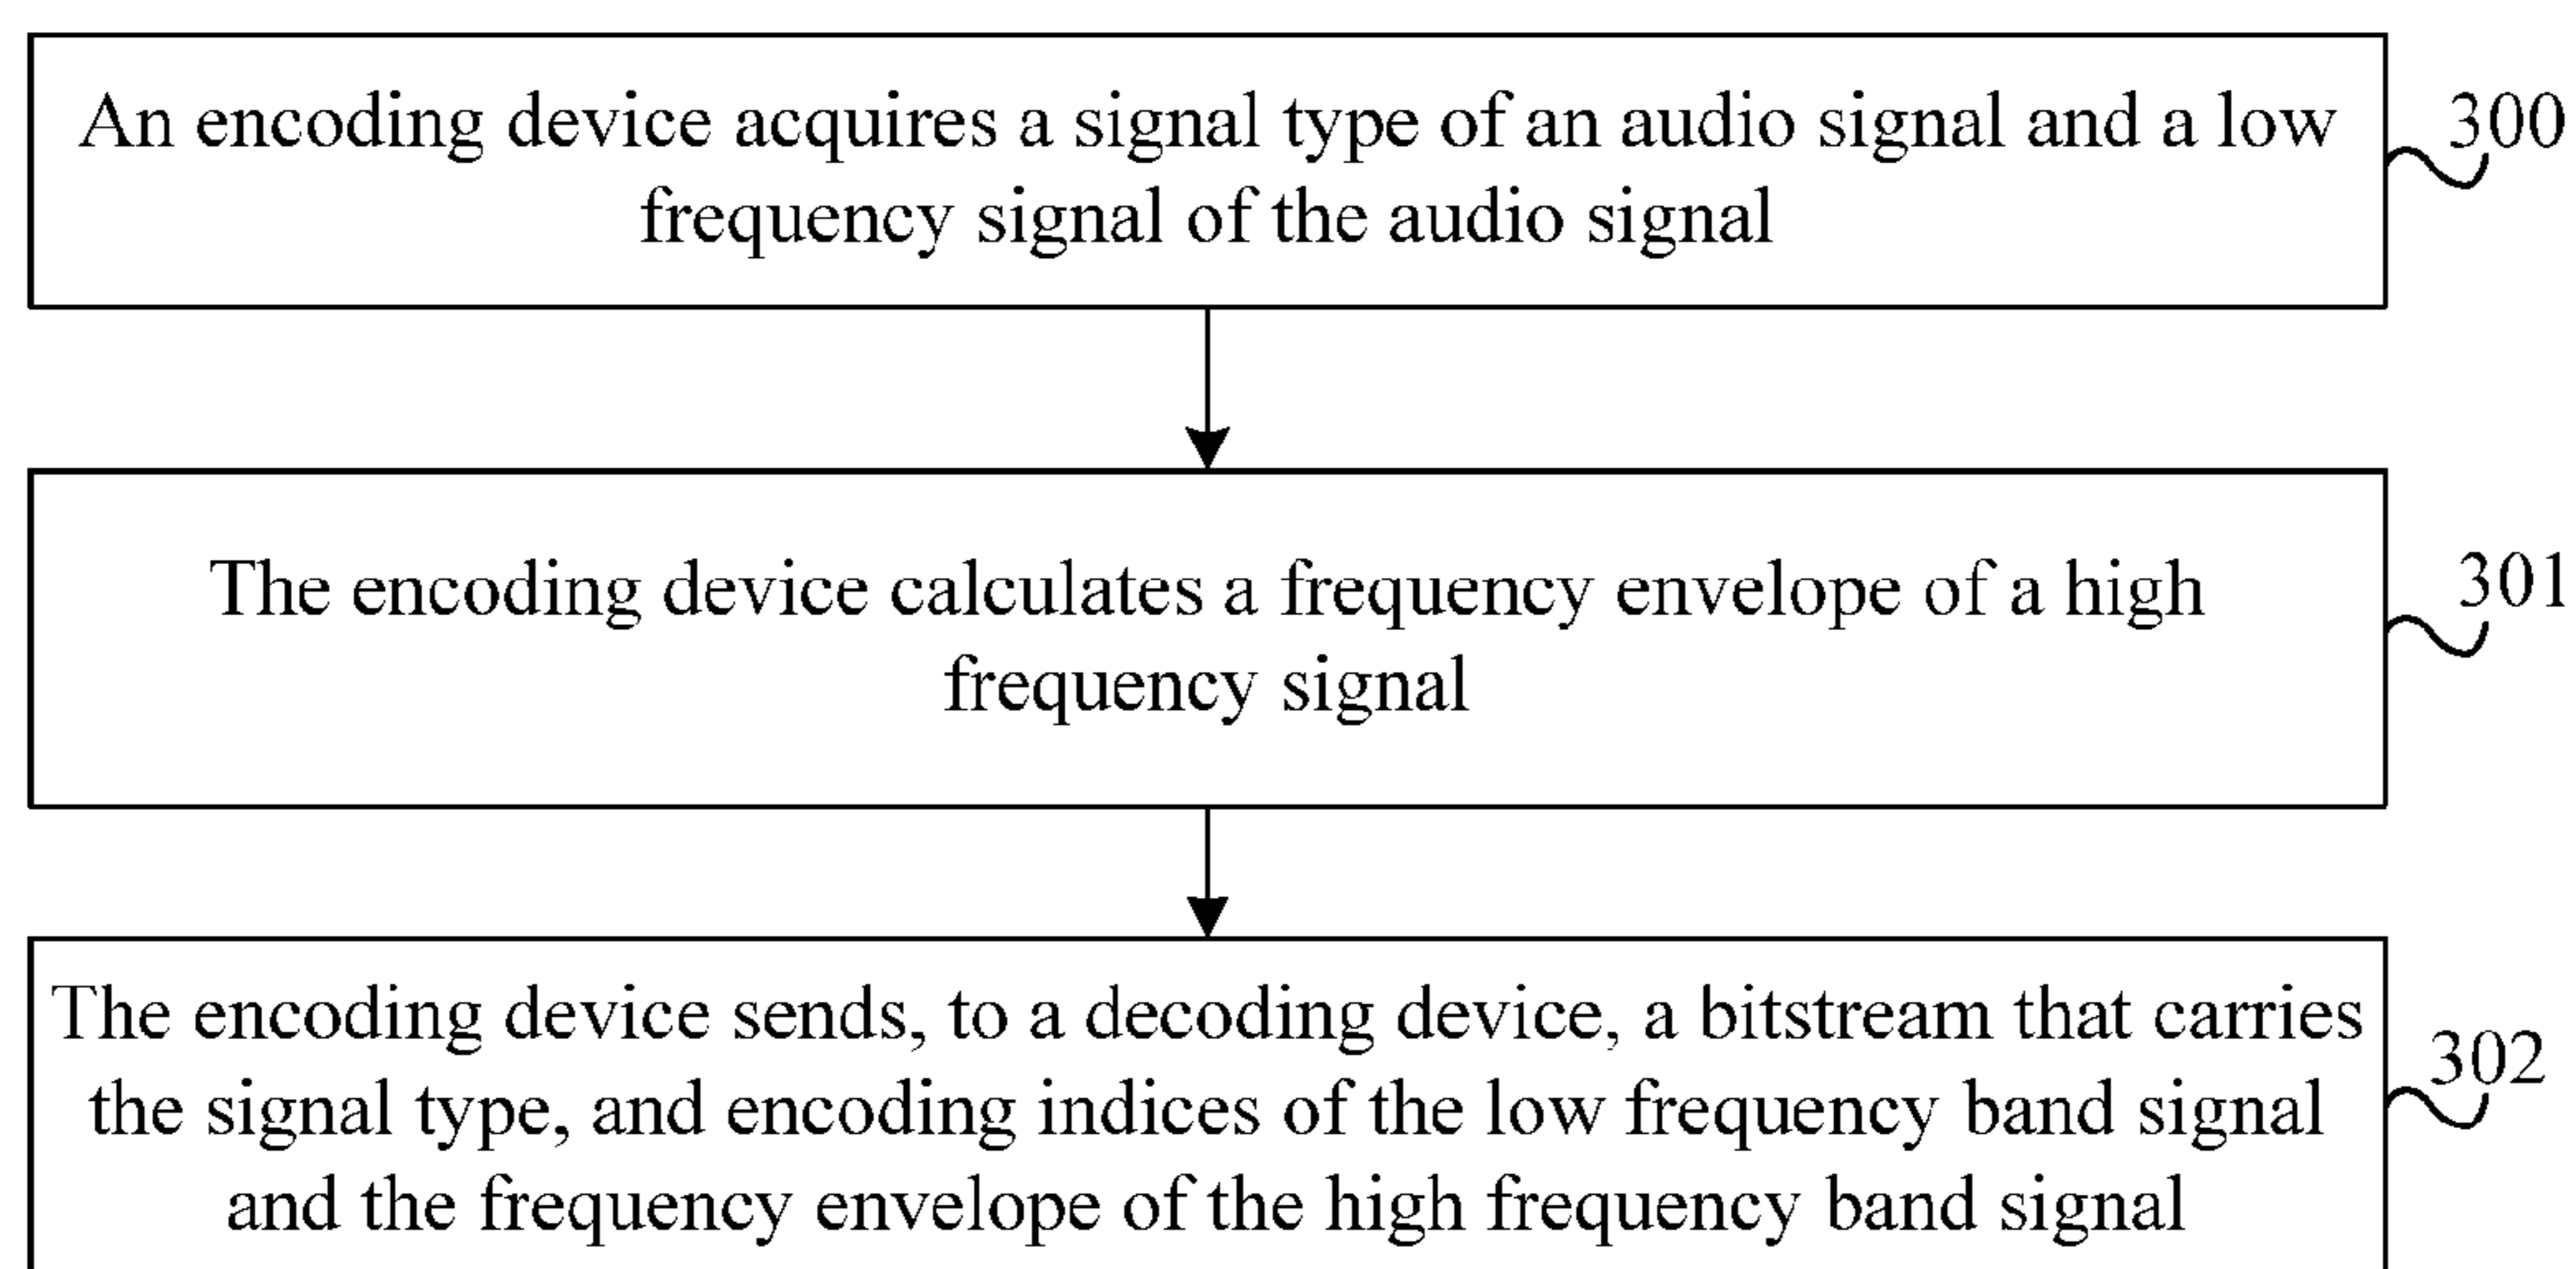 An encoding device acquires a signal type of an audio signal and a low
frequency signal of the audio signal
300
The encoding device calculates a frequency envelope of a high
frequency signal
301
The encoding device sends, to a decoding device, a bitstream that carries
the signal type, and encoding indices of the low frequency band signal
and the frequency envelope of the high frequency band signal
302